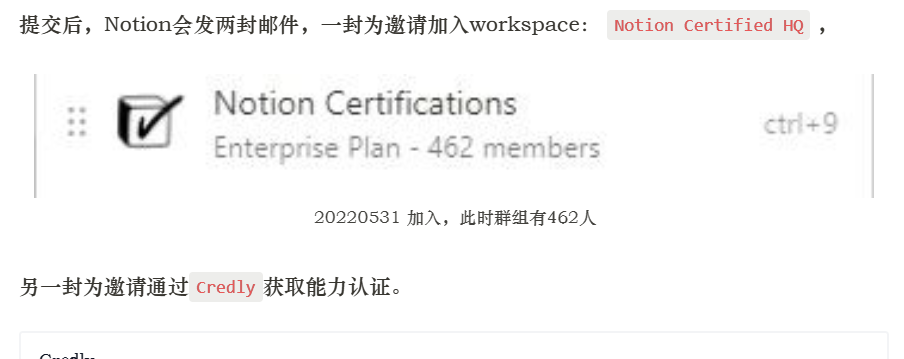 提交后，Notion会发两封邮件，一封为邀请加入workspace： Notion Certified HQ ，
Notion Certifications
Enterprise Plan - 462 members
ctrl+9
20220531 加入，此时群组有462人
另一封为邀请通过 Credly 获取能力认证。
Credly